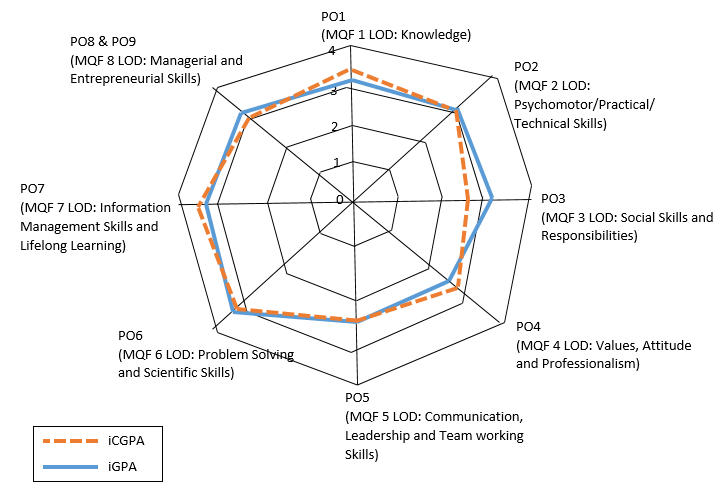 PO1
(MQF 1 LOD: Knowledge)
PO8 & PO9
(MQF 8 LOD: Managerial and
Entrepreneurial Skills)
4
3
2
1
0
PO2
(MQF 2 LOD:
Psychomotor/Practical/
Technical Skills)
PO7
(MQF 7 LOD: Information
Management Skills and
Lifelong Learning)
PO3
(MQF 3 LOD: Social Skills and
Responsibilities)
PO6
(MQF 6 LOD: Problem Solving
and Scientific Skills)
PO4
(MQF 4 LOD: Values, Attitude
and Professionalism)
PO5
(MQF 5 LOD: Communication,
Leadership and Team working
Skills)
iCGPA
iGPA